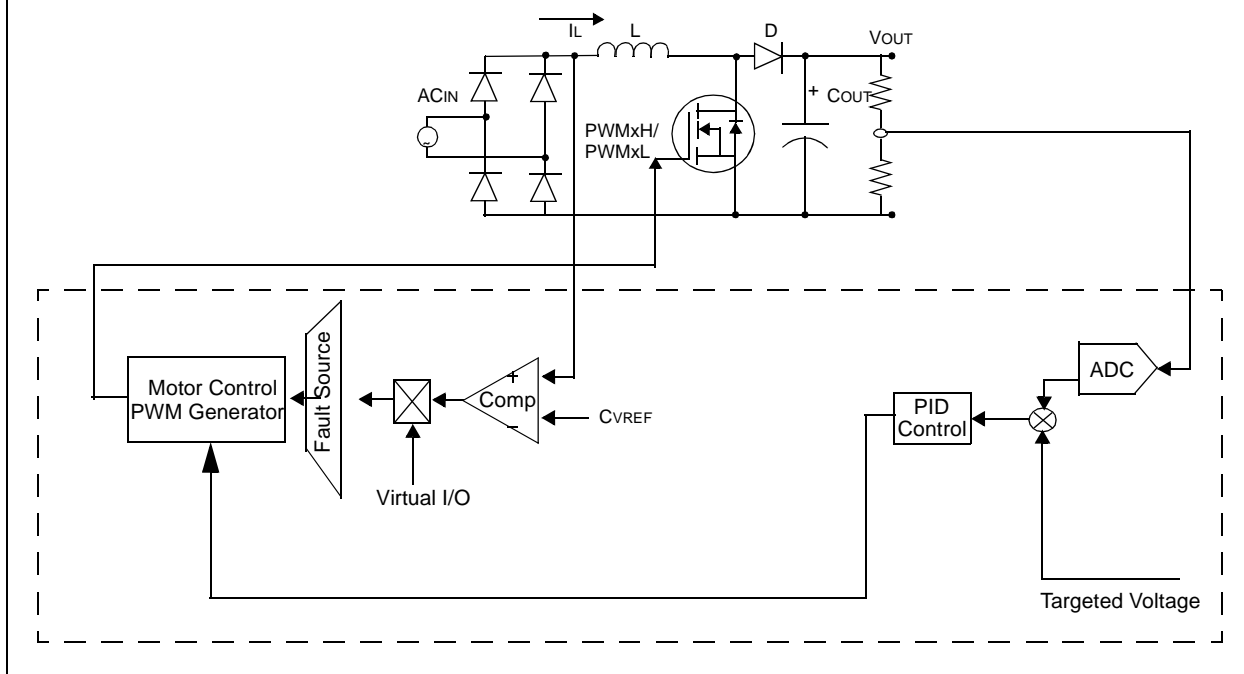 IL
L
D
VOUT
ACIN
+
COUT
PWMxH/
PWMxL
~
Motor Control
PWM Generator
Fault Source
+
Comp
–
CVREF
Virtual I/O
PID
Control
ADC
Targeted Voltage